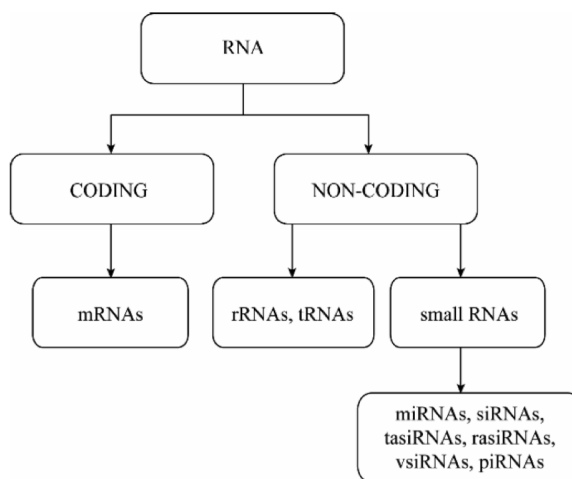 RNA
CODING
NON-CODING
mRNAs
rRNAs, tRNAs
small RNAs
miRNAs, siRNAs,
tasiRNAs, rasiRNAs,
vsiRNAs, piRNAs